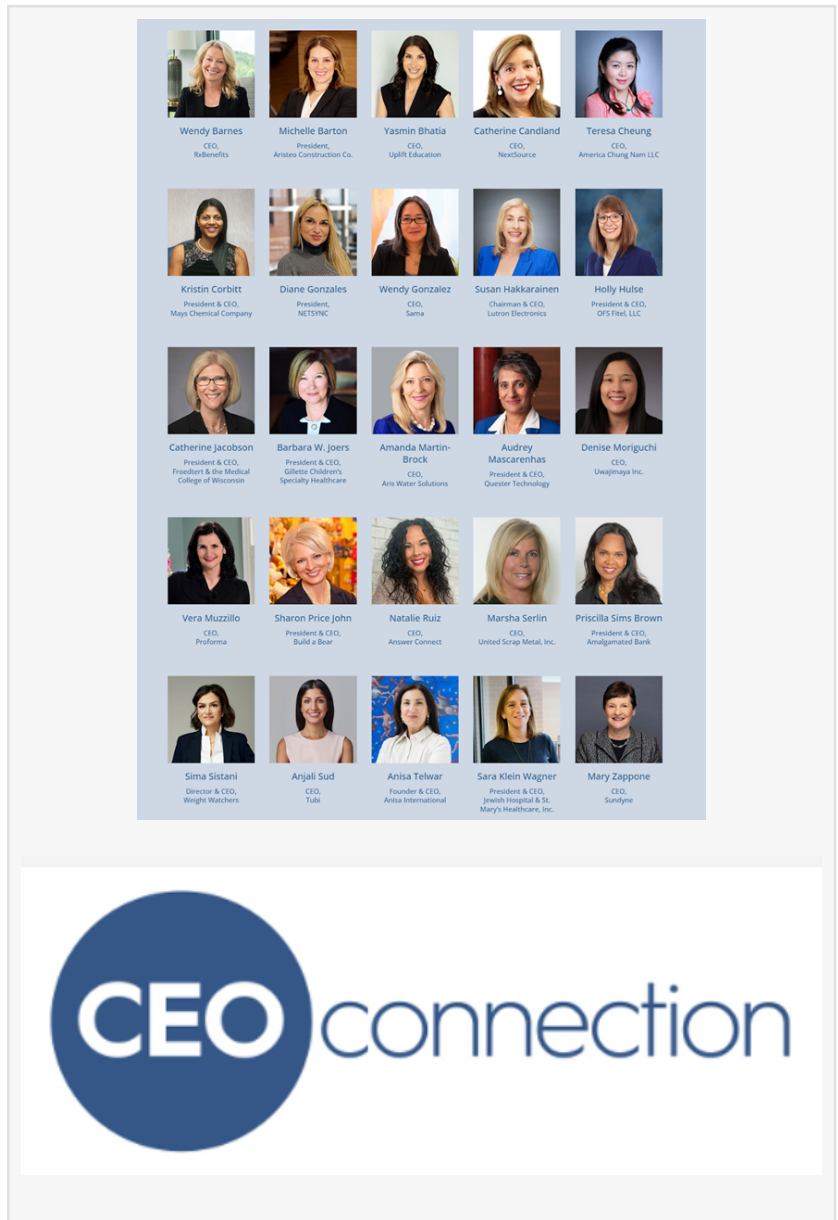 Wendy Barnes
CEO,
RxBenefits
Michelle Barton
President,
Aristeo Construction Co.
Yasmin Bhatia
CEO,
Uplift Education
Catherine Candland
CEO,
NextSource
Teresa Cheung
CEO,
America Chung Nam LLC
Kristin Corbitt
President & CEO,
Mays Chemical Company
Diane Gonzales
President,
NETSYNC
Wendy Gonzalez
CEO,
Sama
Susan Hakkarainen
Chairman & CEO,
Lutron Electronics
Holly Hulse
President & CEO,
OFS Fitel, LLC
Catherine Jacobson
President & CEO,
Froedtert & the Medical
College of Wisconsin
Barbara W. Joers
President & CEO,
Gillette Children's
Specialty Healthcare
Amanda Martin-
Brock
CEO,
Aris Water Solutions
Audrey
Mascarenhas
President & CEO,
Quester Technology
Denise Moriguchi
CEO,
Uwajimaya Inc.
Vera Muzzillo
CEO,
Proforma
Sharon Price John
President & CEO,
Build a Bear
Natalie Ruiz
CEO,
Answer Connect
Marsha Serlin
CEO,
United Scrap Metal, Inc.
Priscilla Sims Brown
President & CEO,
Amalgamated Bank
Sima Sistani
Director & CEO,
Weight Watchers
Anjali Sud
CEO,
Tubi
Anisa Telwar
Founder & CEO,
Anisa International
Sara Klein Wagner
President & CEO,
Jewish Hospital & St.
Mary's Healthcare, Inc.
Mary Zappone
CEO,
Sundyne
CEO connection